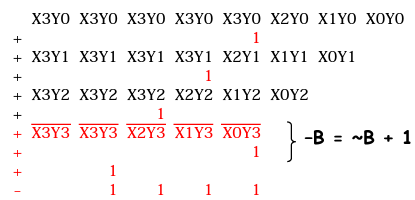 X3Y0 X3Y0 X3Y0 X3Y0 X3Y0 X2Y0 X1Y0 X0Y0
+ 1
+ X3Y1 X3Y1 X3Y1 X3Y1 X2Y1 X1Y1 X0Y1
+ 1
+ X3Y2 X3Y2 X3Y2 X2Y2 X1Y2 X0Y2
+ 1
+ X3Y3 X3Y3 X2Y3 X1Y3 X0Y3
+ 1
-B = ~B + 1
+ 1
- 1 1 1 1